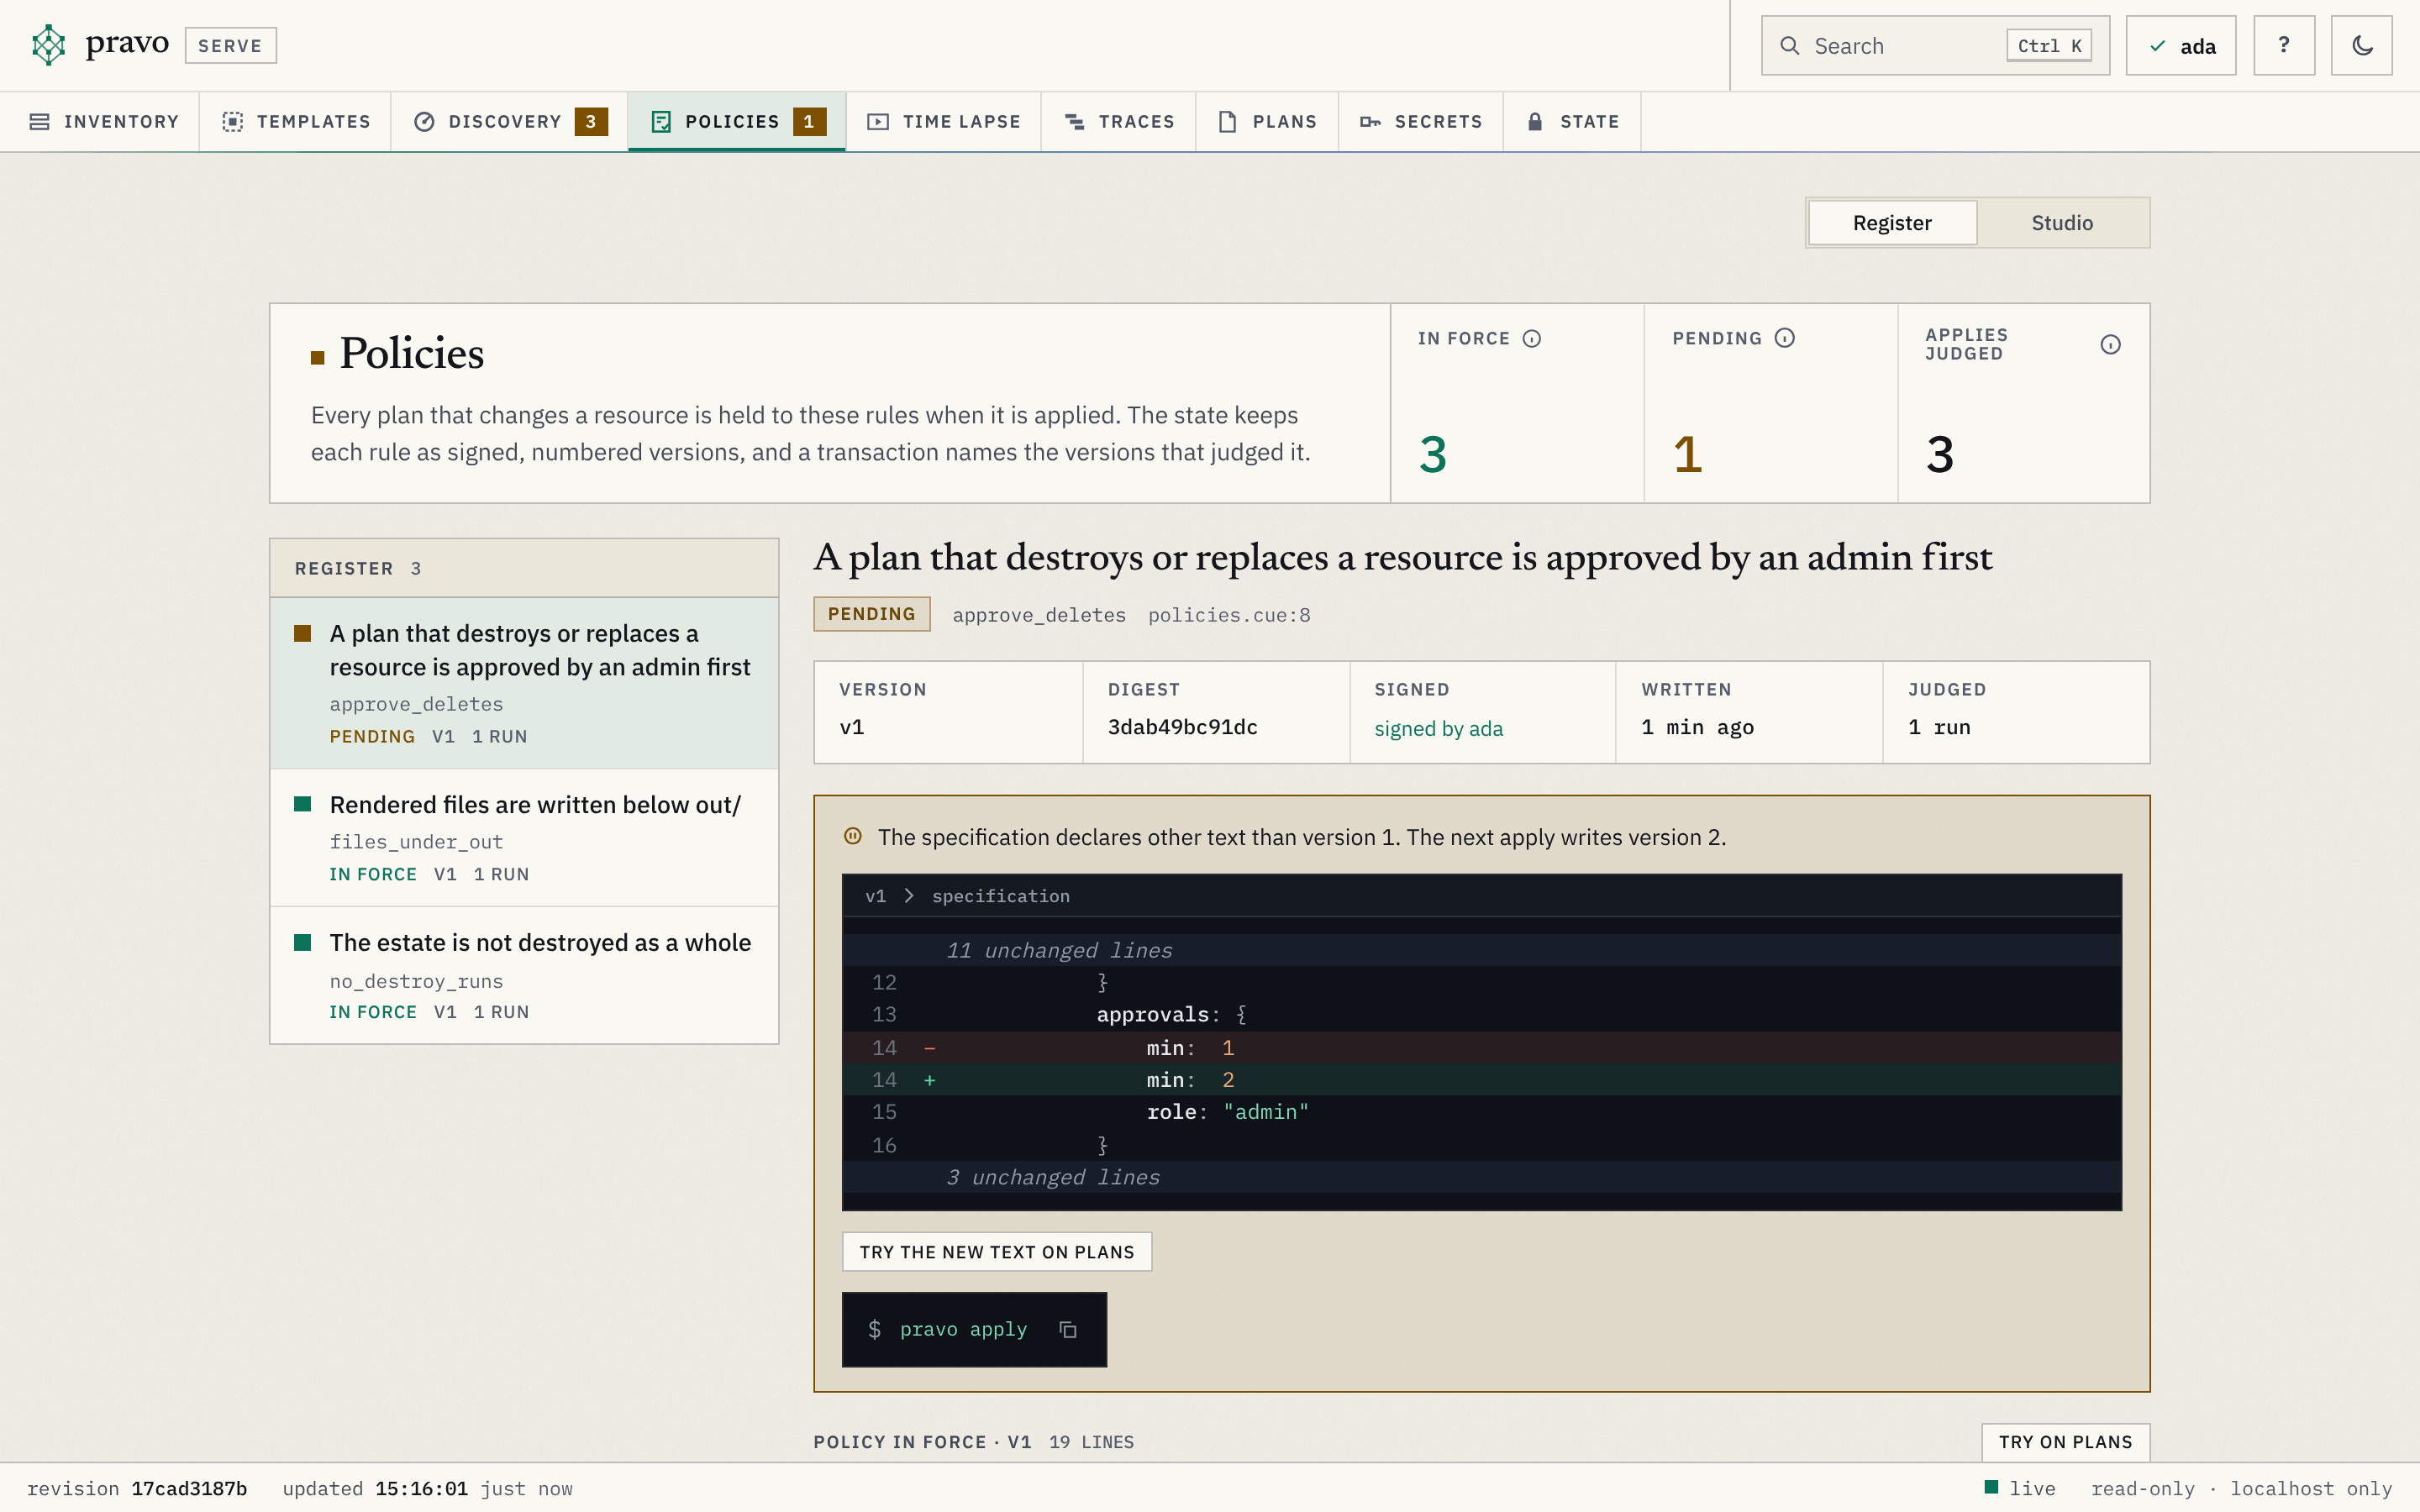 pravo SERVE
Search Ctrl K ada ?
INVENTORY TEMPLATES DISCOVERY 3 POLICIES 1 TIME LAPSE TRACES PLANS SECRETS STATE
Register Studio
Policies
Every plan that changes a resource is held to these rules when it is applied. The state keeps
each rule as signed, numbered versions, and a transaction names the versions that judged it.
IN FORCE
3
PENDING
1
APPLIES
JUDGED
3
REGISTER 3
A plan that destroys or replaces a
resource is approved by an admin first
approve_deletes
PENDING V1 1 RUN
Rendered files are written below out/
files_under_out
IN FORCE V1 1 RUN
The estate is not destroyed as a whole
no_destroy_runs
IN FORCE V1 1 RUN
A plan that destroys or replaces a resource is approved by an admin first
PENDING approve_deletes policies.cue:8
VERSION
v1
DIGEST
3dab49bc91dc
SIGNED
signed by ada
WRITTEN
1 min ago
JUDGED
1 run
The specification declares other text than version 1. The next apply writes version 2.
v1 > specification
11 unchanged lines
12 }
13 approvals: {
14 - min: 1
14 + min: 2
15 role: "admin"
16 }
3 unchanged lines
TRY THE NEW TEXT ON PLANS
$ pravo apply
POLICY IN FORCE · V1 19 LINES
TRY ON PLANS
revision 17cad3187b updated 15:16:01 just now
live read-only · localhost only